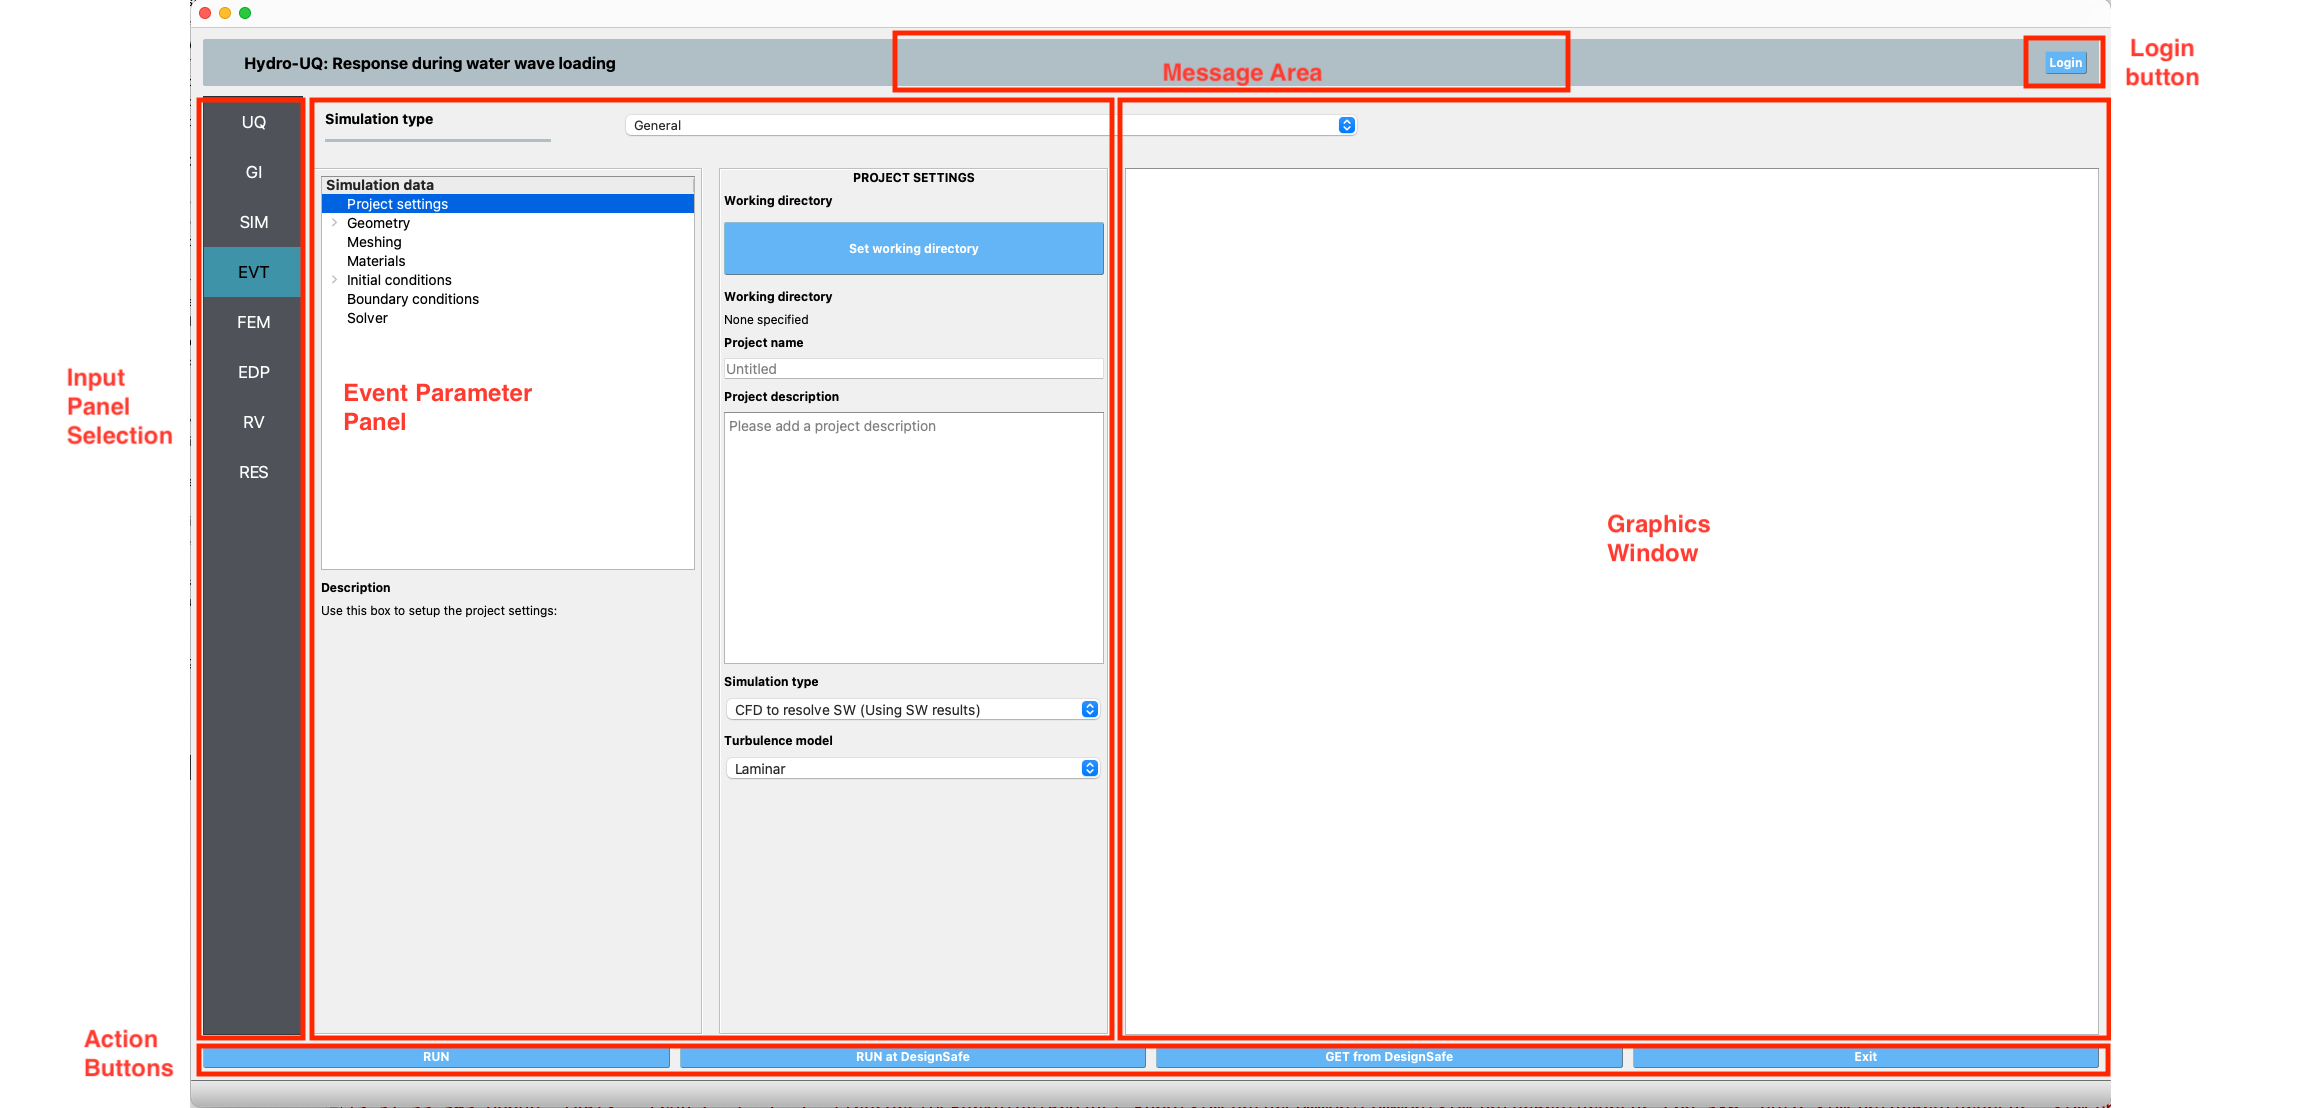 Hydro-UQ: Response during water wave loading
Message Area
Login
Login
button
UQ
GI
SIM
EVT
FEM
EDP
RV
RES
Input
Panel
Selection
Simulation type
General
Simulation data
Project settings
Geometry
Meshing
Materials
Initial conditions
Boundary conditions
Solver
Event Parameter
Panel
Description
Use this box to setup the project settings:
PROJECT SETTINGS
Working directory
Set working directory
Working directory
None specified
Project name
Untitled
Project description
Please add a project description
Simulation type
CFD to resolve SW (Using SW results)
Turbulence model
Laminar
Graphics
Window
Action
Buttons
RUN
RUN at DesignSafe
GET from DesignSafe
Exit